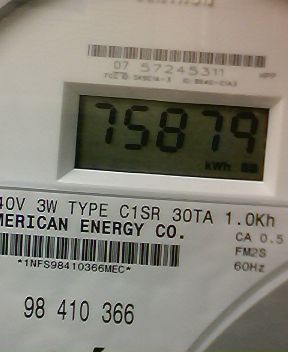 07 57245311
75879
kWh
40V 3W TYPE C1SR 30TA 1.0Kh
MERICAN ENERGY CO.
CA 0.5
*1NFS98410366MEC*
FM2S
60Hz
98 410 366